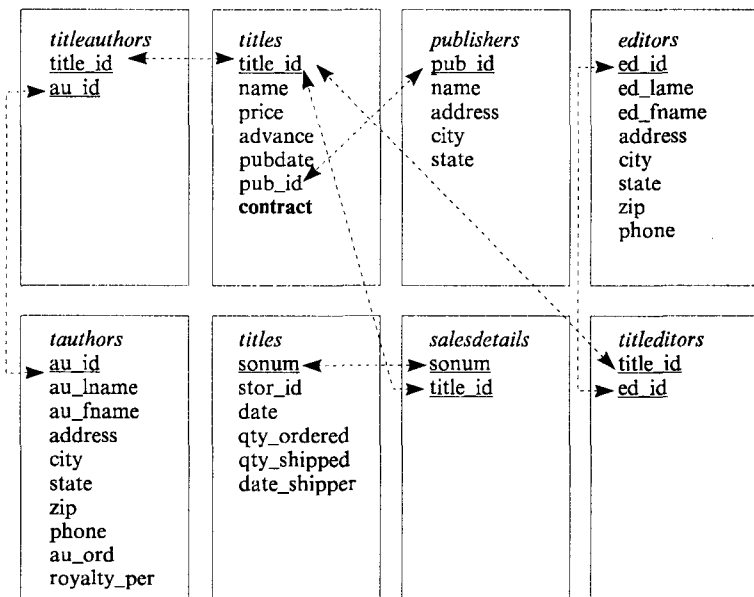 titleauthors
title_id
au_id
titles
title_id
name
price
advance
pubdate
pub_id
contract
publishers
pub_id
name
address
city
state
editors
ed_id
ed_lame
ed_fname
address
city
state
zip
phone
tauthors
au_id
au_lname
au_fname
address
city
state
zip
phone
au_ord
royalty_per
titles
sonum
stor_id
date
qty_ordered
qty_shipped
date_shipper
salesdetails
sonum
title_id
titleditors
title_id
ed_id